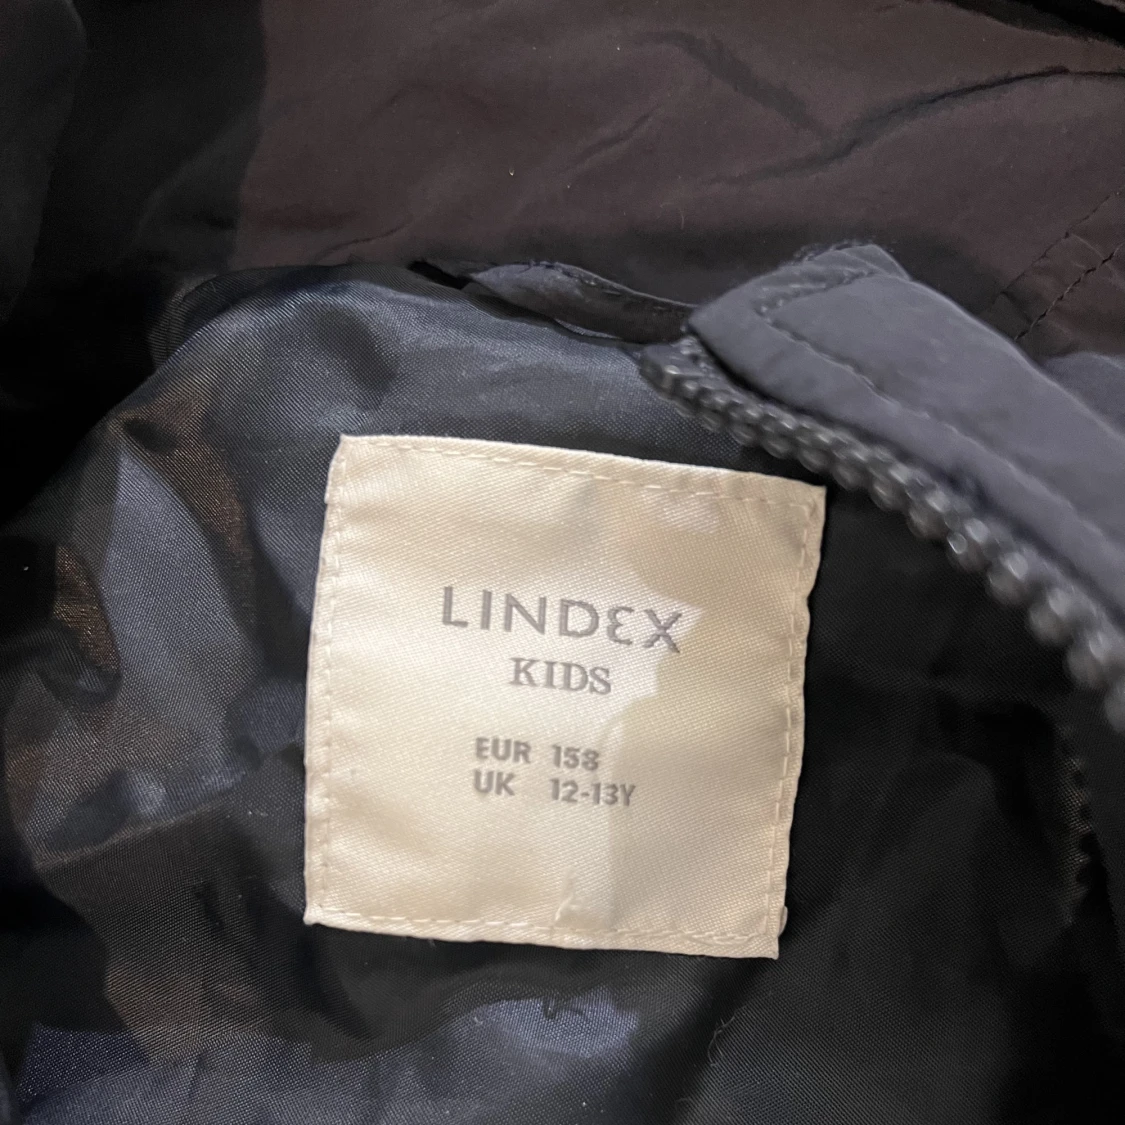 LINDEX
KIDS
EUR 158
UK 12-13Y